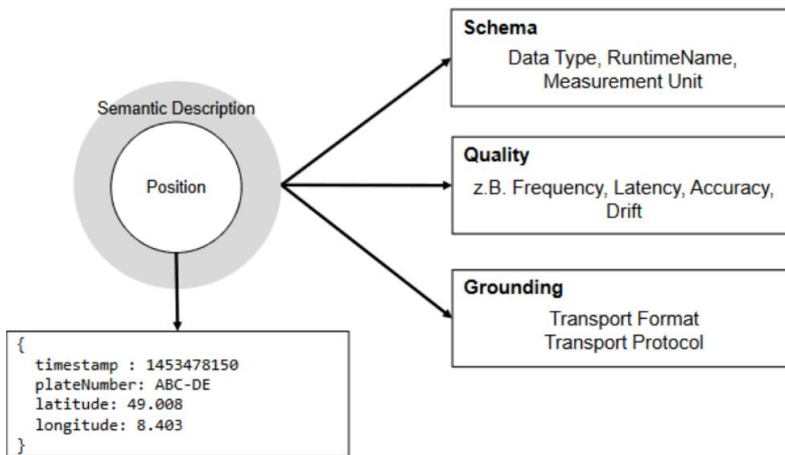 Schema
Data Type, RuntimeName,
Measurement Unit
Semantic Description
Position
Quality
z.B. Frequency, Latency, Accuracy,
Drift
Grounding
Transport Format
Transport Protocol
{
timestamp : 1453478150
plateNumber: ABC-DE
latitude: 49.008
longitude: 8.403
}